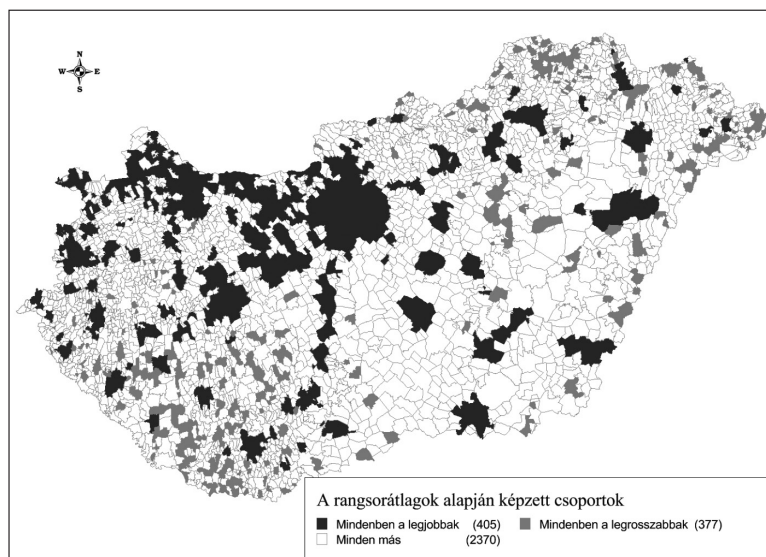 N
W E
S
A rangsorátlagok alapján képzett csoportok
Mindenben a legjobbak (405) Mindenben a legrosszabbak (377)
Minden más (2370)